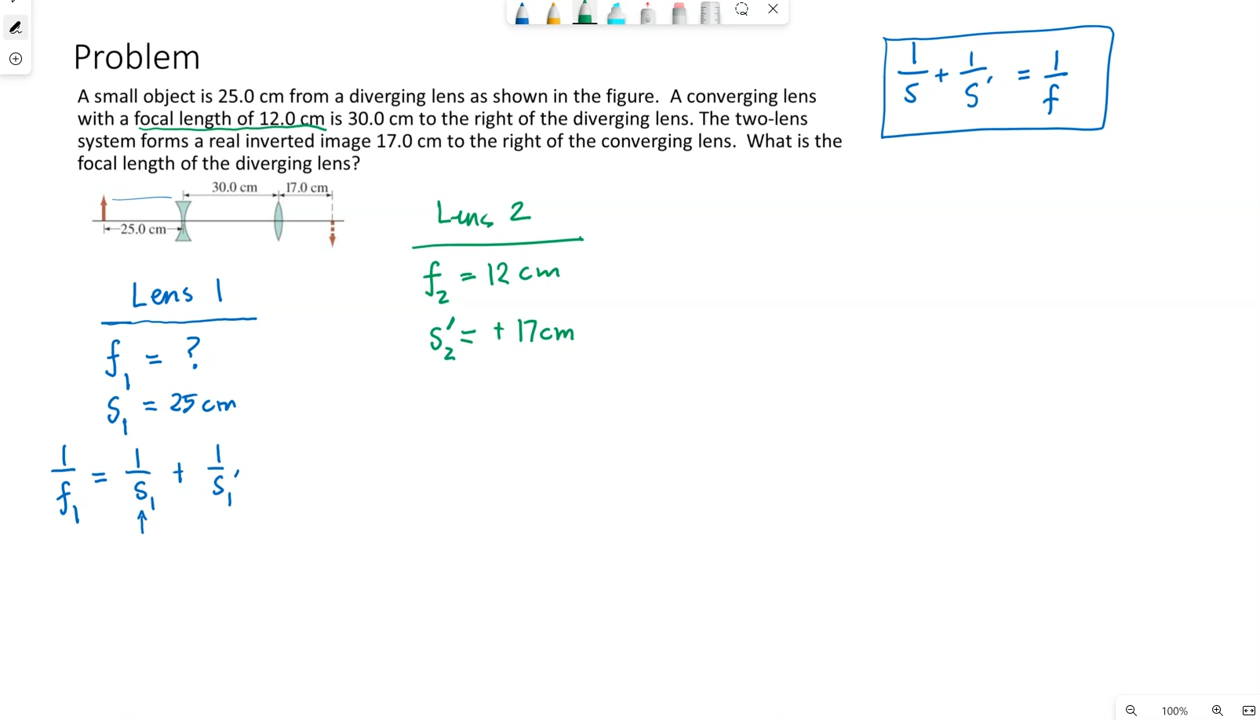 Problem
A small object is 25.0 cm from a diverging lens as shown in the figure. A converging lens
with a focal length of 12.0 cm is 30.0 cm to the right of the diverging lens. The two-lens
system forms a real inverted image 17.0 cm to the right of the converging lens. What is the
focal length of the diverging lens?
1/s + 1/s' = 1/f
30.0 cm 17.0 cm
25.0 cm
Lens 1
f₁ = ?
s₁ = 25 cm
1/f₁ = 1/s₁ + 1/s₁'
Lens 2
f₂ = 12 cm
s₂' = + 17 cm
100%